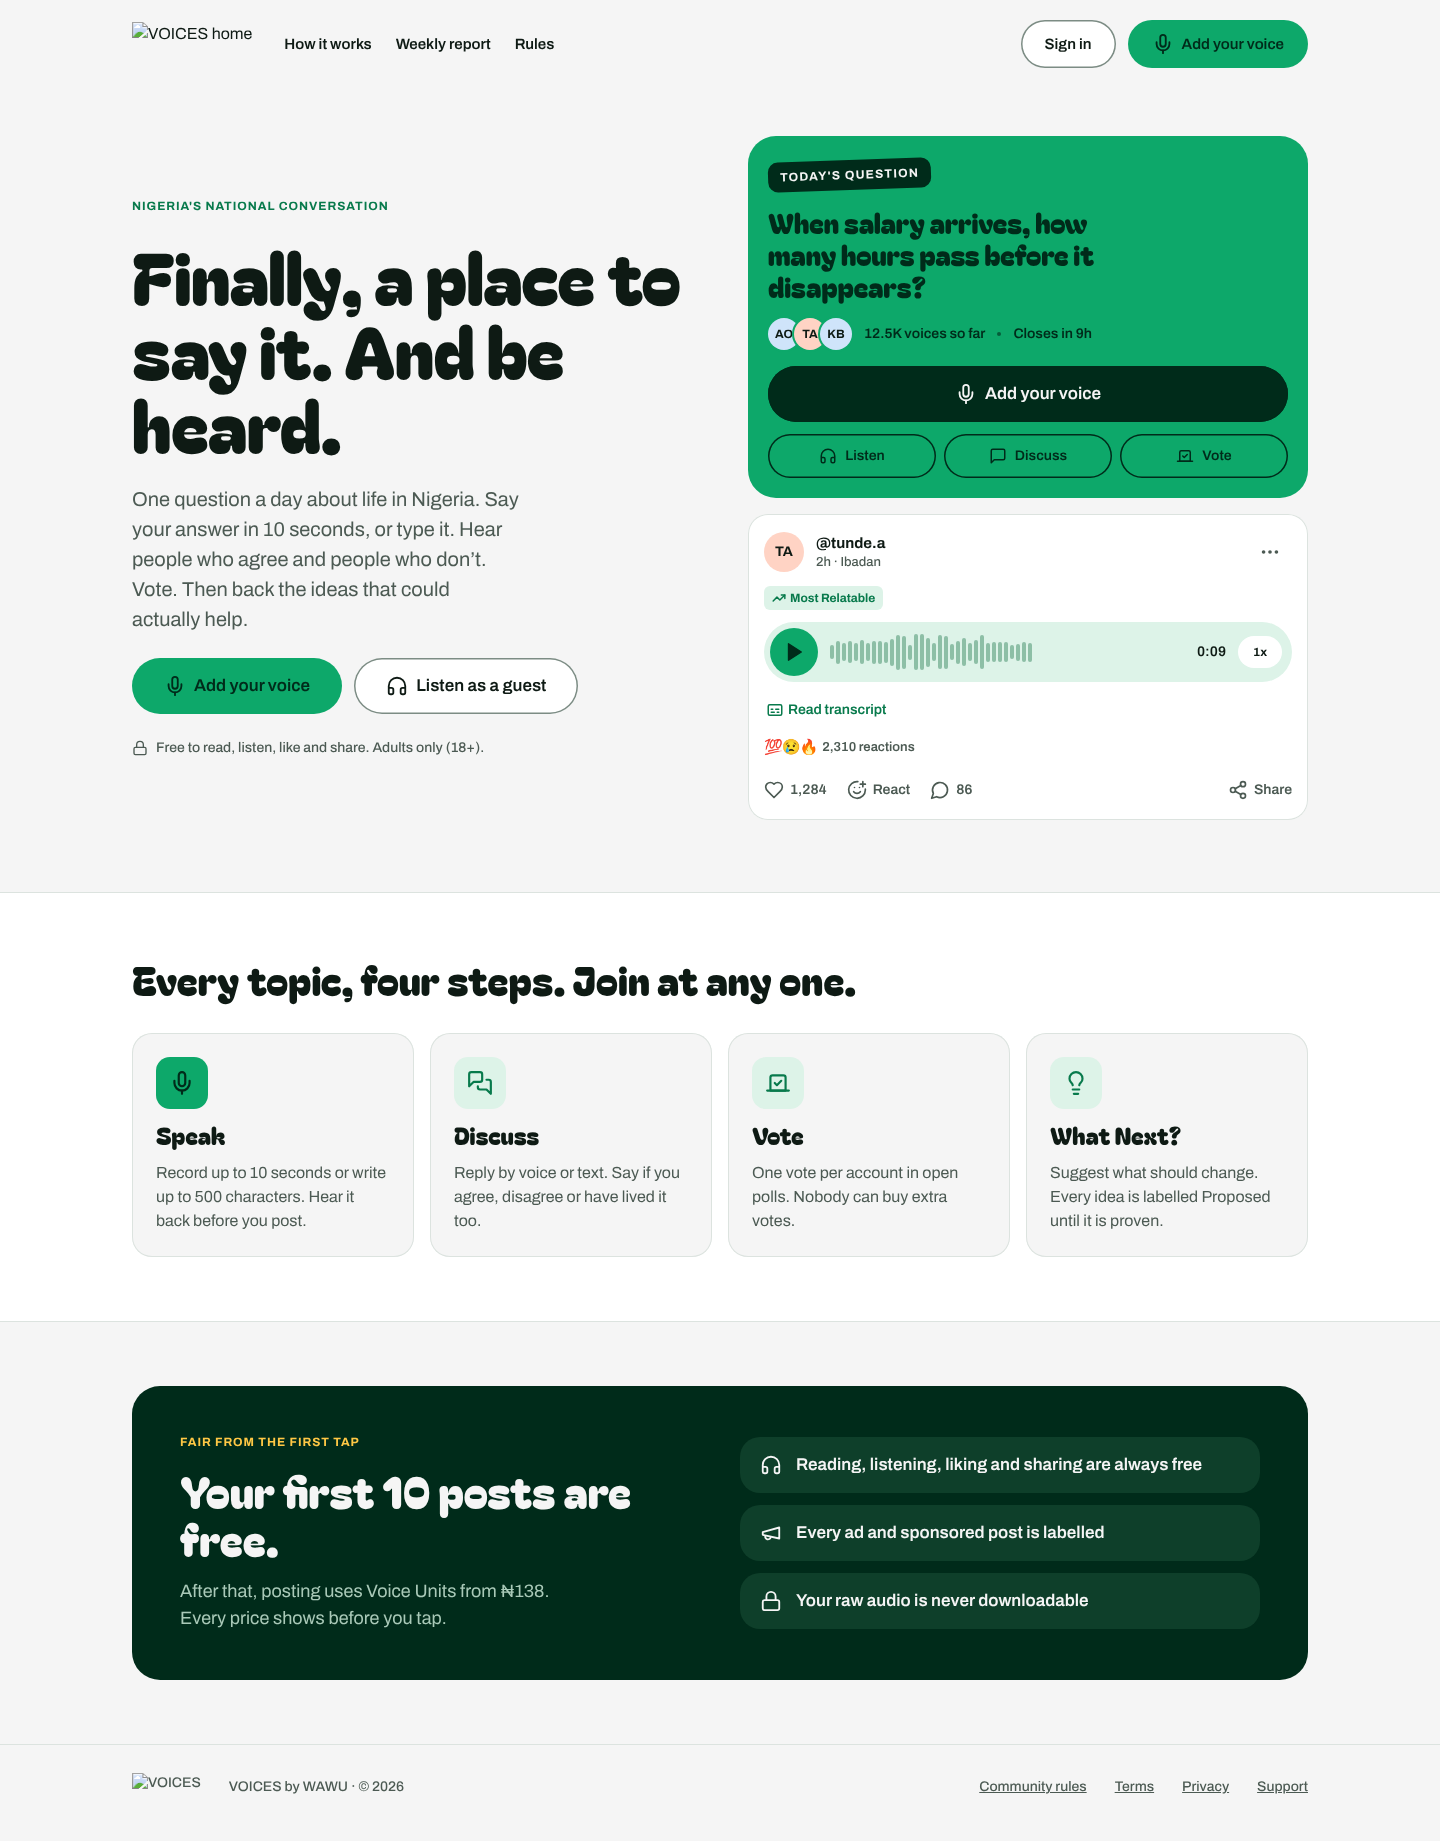 VOICES home
How it works
Weekly report
Rules
Sign in
Add your voice
NIGERIA'S NATIONAL CONVERSATION
Finally, a place to
say it. And be
heard.
One question a day about life in Nigeria. Say
your answer in 10 seconds, or type it. Hear
people who agree and people who don’t.
Vote. Then back the ideas that could
actually help.
Add your voice
Listen as a guest
Free to read, listen, like and share. Adults only (18+).
TODAY'S QUESTION
When salary arrives, how
many hours pass before it
disappears?
AO TA KB 12.5K voices so far • Closes in 9h
Add your voice
Listen
Discuss
Vote
TA
@tunde.a
2h · Ibadan
Most Relatable
0:09
1x
Read transcript
💯😢🔥 2,310 reactions
1,284
React
86
Share
Every topic, four steps. Join at any one.
Speak
Record up to 10 seconds or write
up to 500 characters. Hear it
back before you post.
Discuss
Reply by voice or text. Say if you
agree, disagree or have lived it
too.
Vote
One vote per account in open
polls. Nobody can buy extra
votes.
What Next?
Suggest what should change.
Every idea is labelled Proposed
until it is proven.
FAIR FROM THE FIRST TAP
Your first 10 posts are
free.
After that, posting uses Voice Units from ₦138.
Every price shows before you tap.
Reading, listening, liking and sharing are always free
Every ad and sponsored post is labelled
Your raw audio is never downloadable
VOICES
VOICES by WAWU · © 2026
Community rules
Terms
Privacy
Support